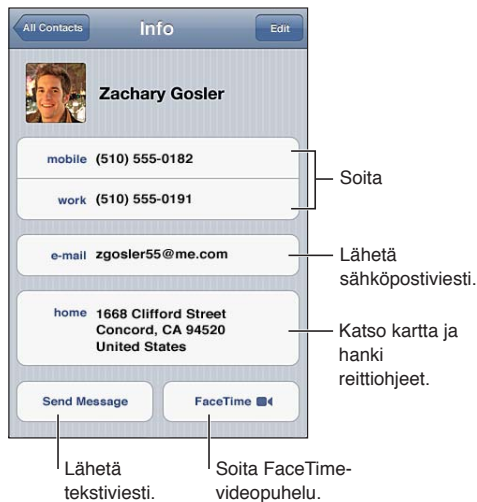 All Contacts Info Edit
Zachary Gosler
mobile (510) 555-0182
work (510) 555-0191
Soita
e-mail zgosler55@me.com
Lähetä
sähköpostiviesti.
home 1668 Clifford Street
Concord, CA 94520
United States
Katso kartta ja
hanki
reittiohjeet.
Send Message FaceTime
Lähetä
tekstiviesti.
Soita FaceTime-
videopuhelu.